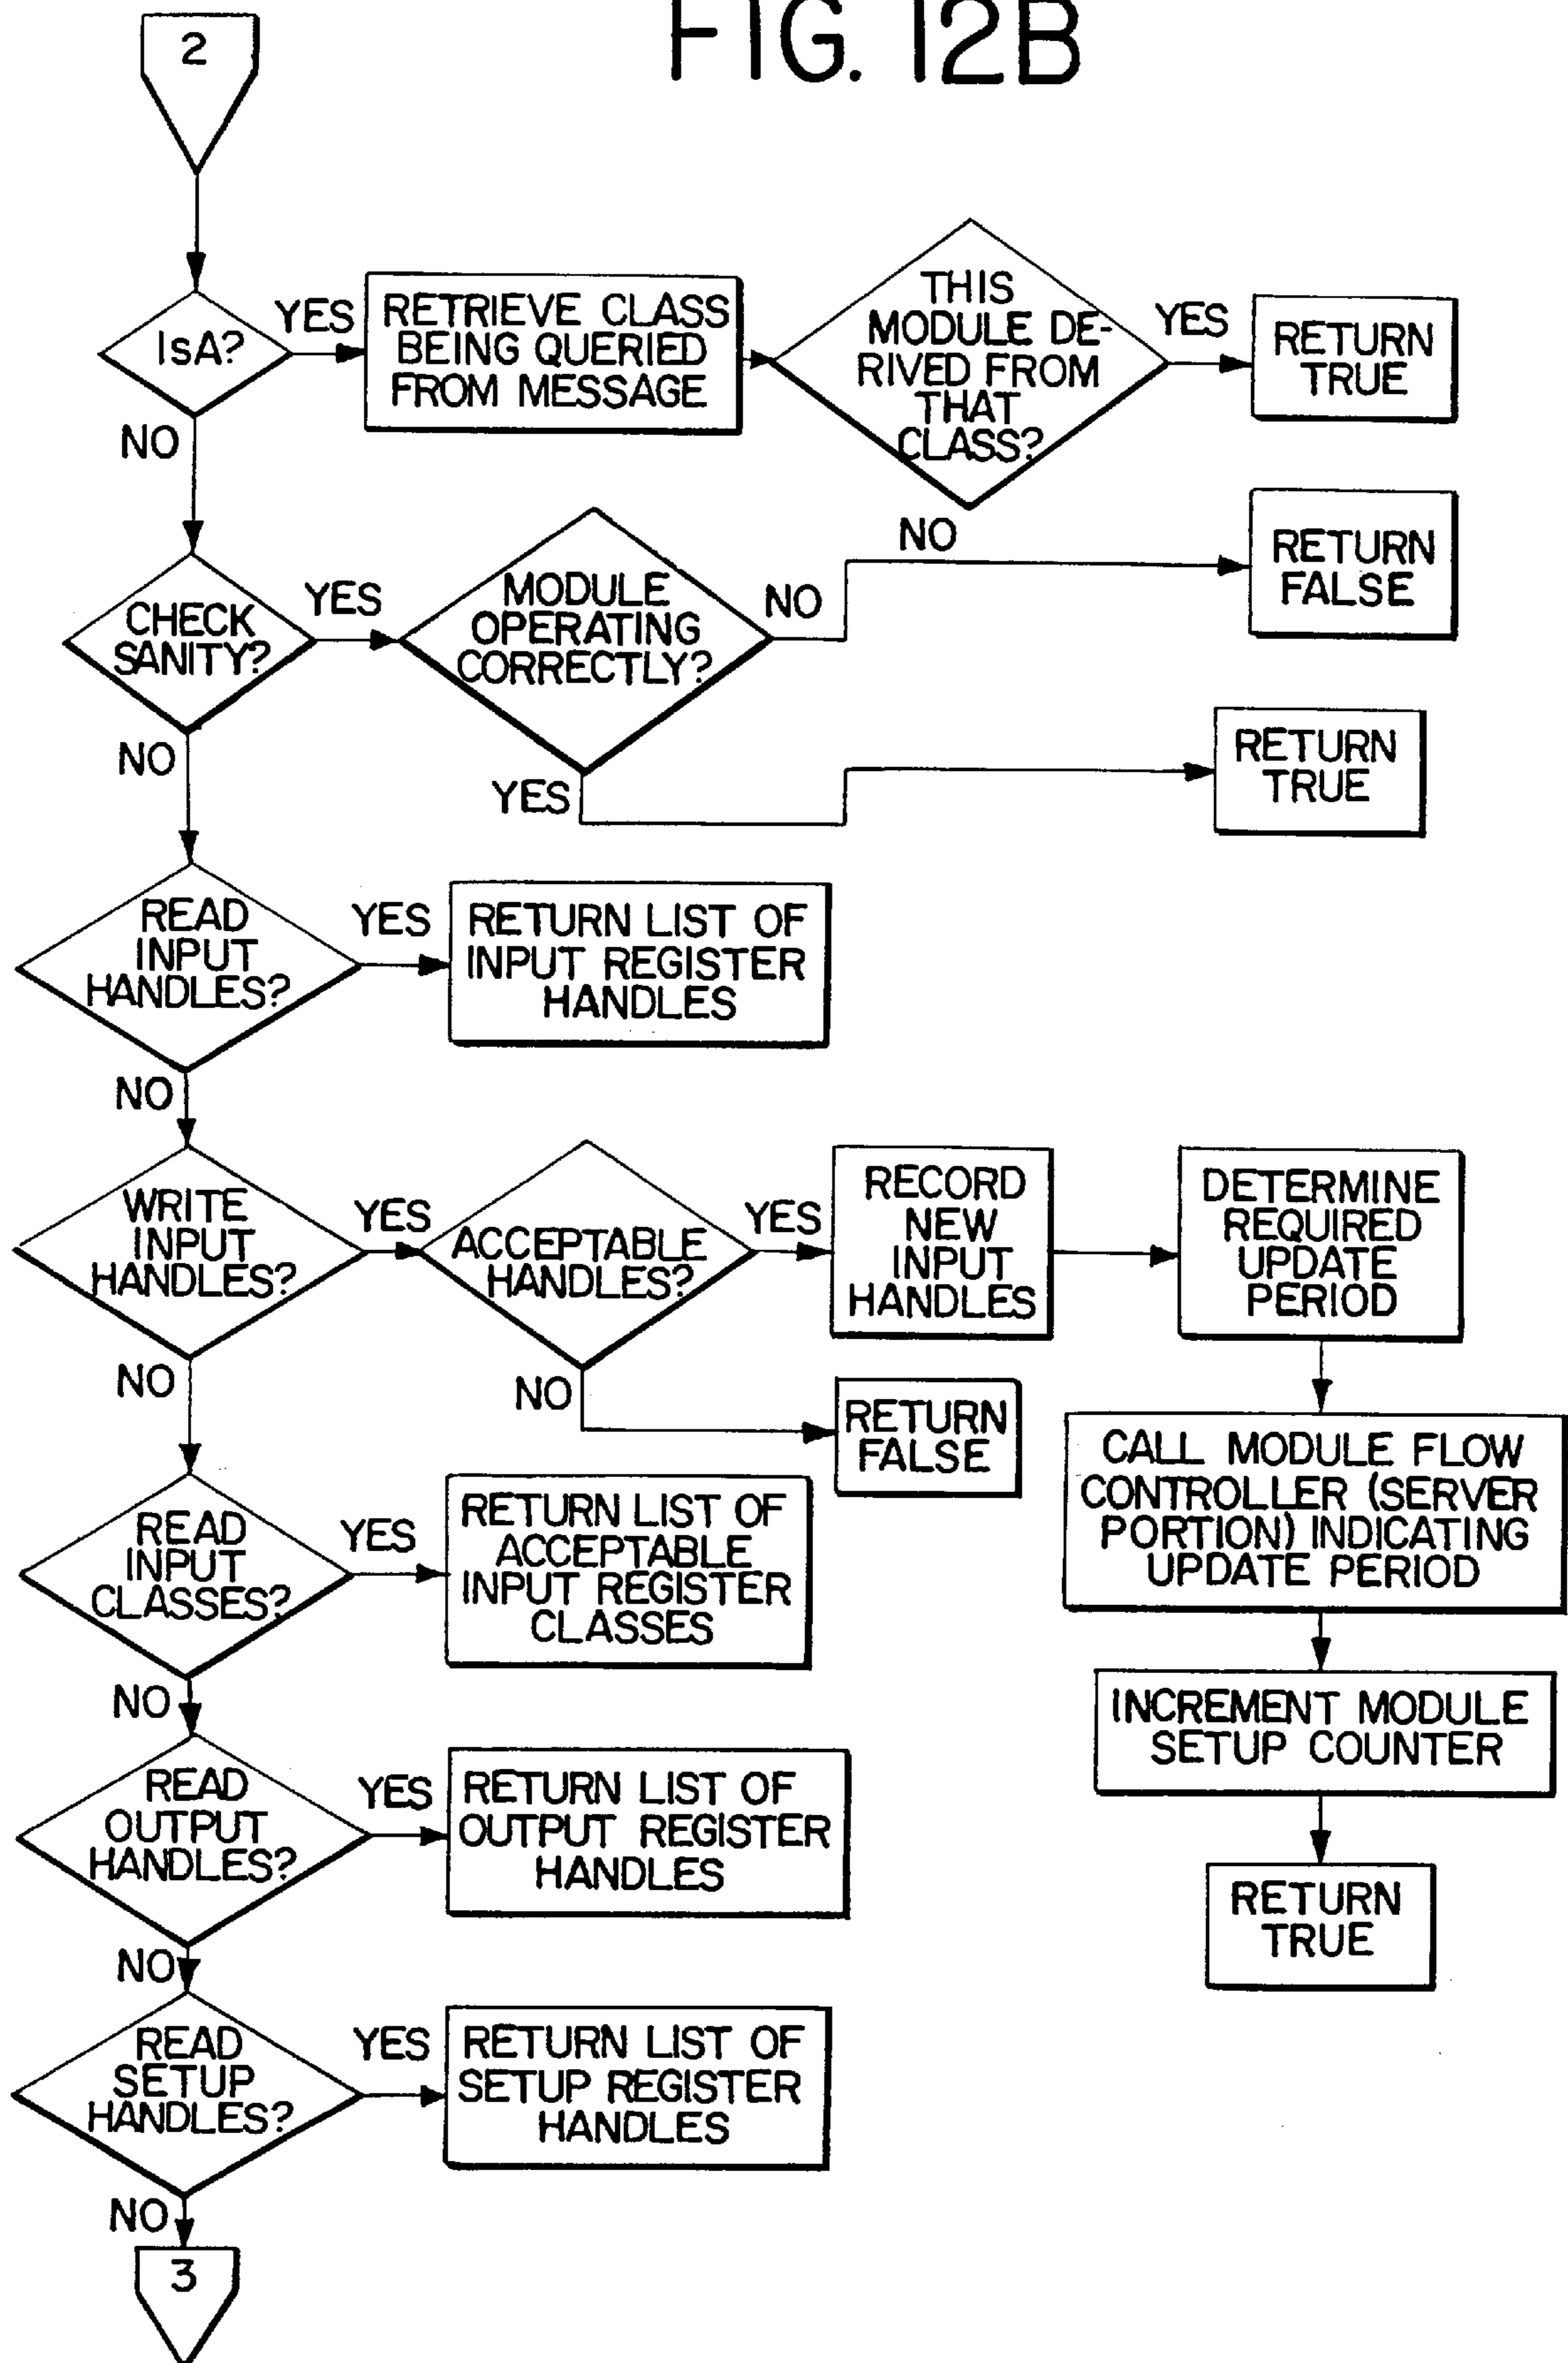 FIG. 12B
2
IsA?
YES
RETRIEVE CLASS
BEING QUERIED
FROM MESSAGE
THIS
MODULE DE-
RIVED FROM
THAT
CLASS?
YES
RETURN
TRUE
NO
NO
RETURN
FALSE
CHECK
SANITY?
YES
MODULE
OPERATING
CORRECTLY?
NO
YES
RETURN
TRUE
NO
READ
INPUT
HANDLES?
YES
RETURN LIST OF
INPUT REGISTER
HANDLES
NO
WRITE
INPUT
HANDLES?
YES
ACCEPTABLE
HANDLES?
YES
RECORD
NEW
INPUT
HANDLES
DETERMINE
REQUIRED
UPDATE
PERIOD
NO
RETURN
FALSE
CALL MODULE FLOW
CONTROLLER (SERVER
PORTION) INDICATING
UPDATE PERIOD
INCREMENT MODULE
SETUP COUNTER
RETURN
TRUE
NO
READ
INPUT
CLASSES?
YES
RETURN LIST OF
ACCEPTABLE
INPUT REGISTER
CLASSES
NO
READ
OUTPUT
HANDLES?
YES
RETURN LIST OF
OUTPUT REGISTER
HANDLES
NO
READ
SETUP
HANDLES?
YES
RETURN LIST OF
SETUP REGISTER
HANDLES
NO
3